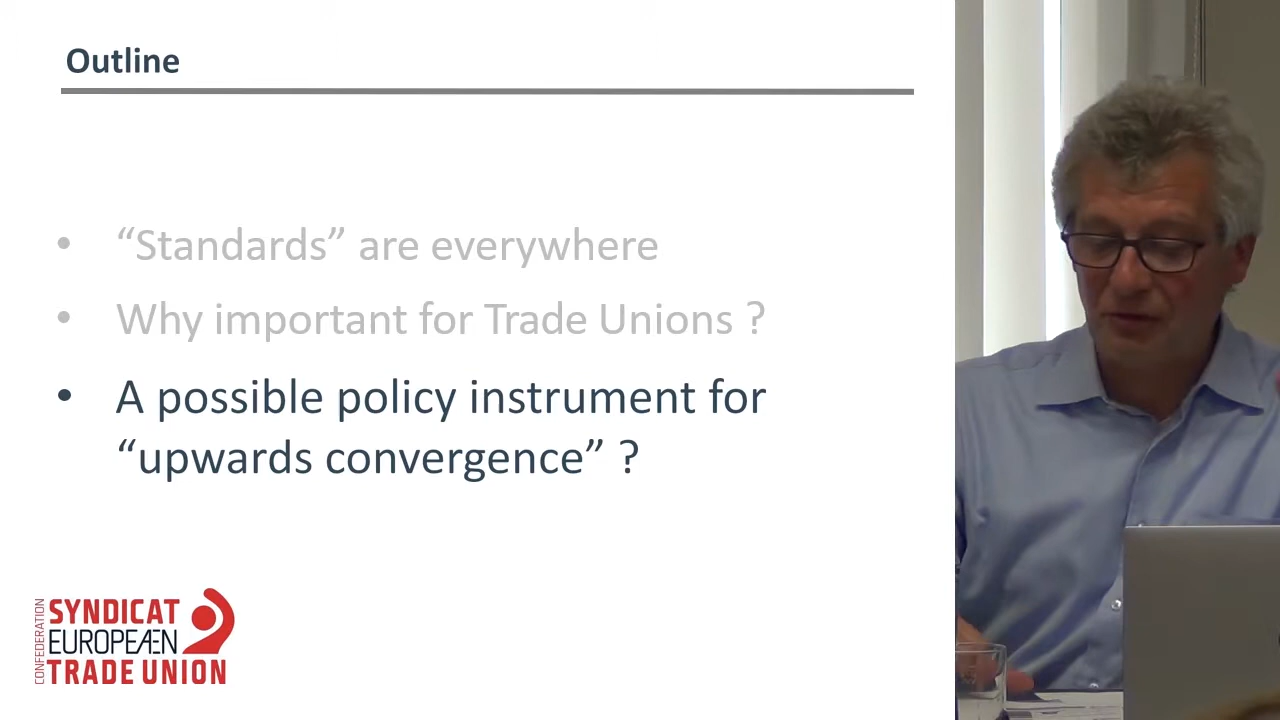 Outline
• “Standards” are everywhere
• Why important for Trade Unions ?
• A possible policy instrument for
“upwards convergence” ?
CONFEDERATION
SYNDICAT
EUROPEÆN
TRADE UNION